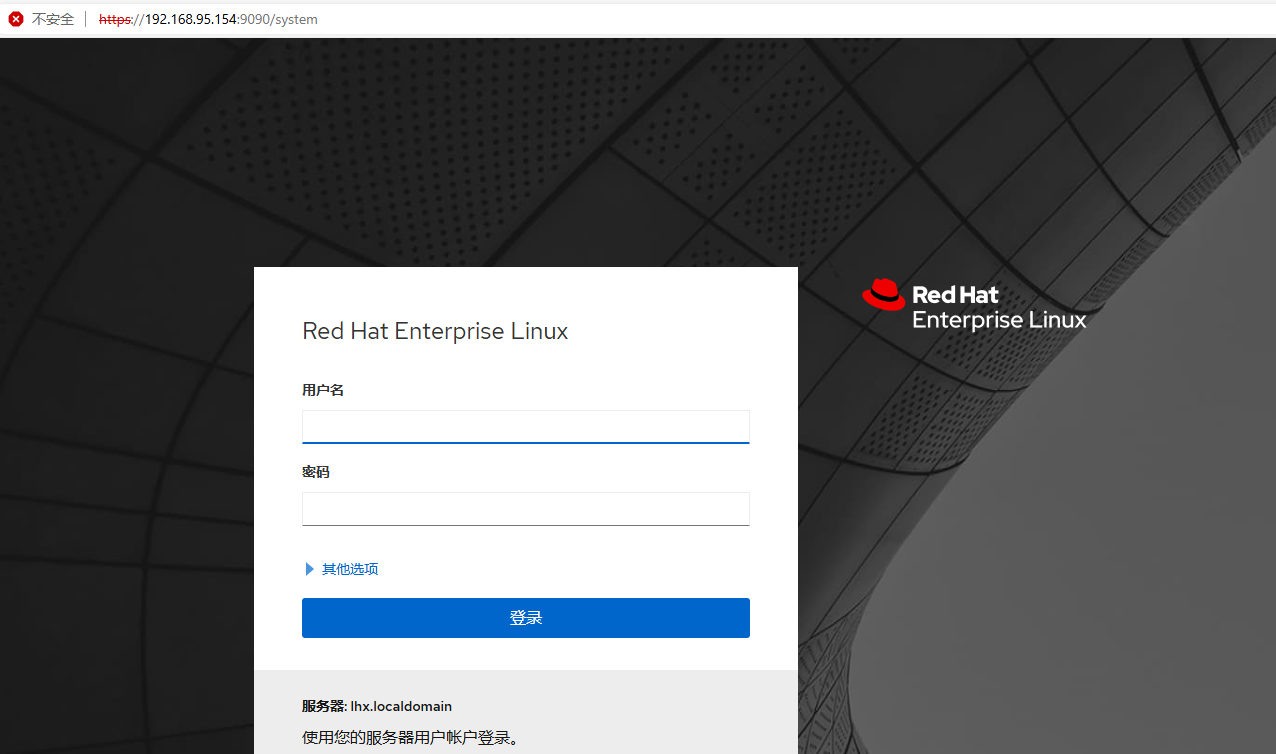 不安全 https://192.168.95.154:9090/system
Red Hat
Enterprise Linux
Red Hat Enterprise Linux
用户名
密码
其他选项
登录
服务器: lhx.localdomain
使用您的服务器用户帐户登录。